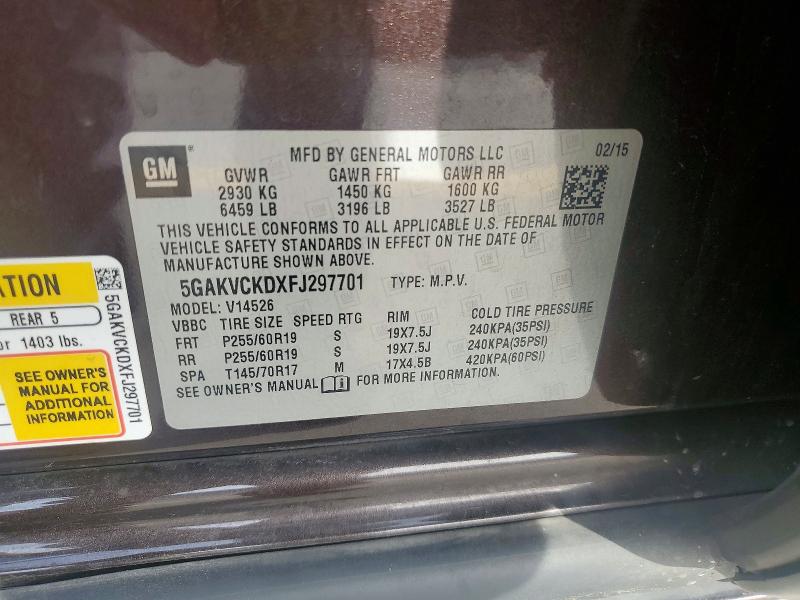 GM
MFD BY GENERAL MOTORS LLC 02/15
GVWR GAWR FRT GAWR RR
2930 KG 1450 KG 1600 KG
6459 LB 3196 LB 3527 LB
THIS VEHICLE CONFORMS TO ALL APPLICABLE U.S. FEDERAL MOTOR
VEHICLE SAFETY STANDARDS IN EFFECT ON THE DATE OF
MANUFACTURE SHOWN ABOVE.
5GAKVCKDXFJ297701 TYPE: M.P.V.
MODEL: V14526
VBBC TIRE SIZE SPEED RTG RIM COLD TIRE PRESSURE
FRT P255/60R19 S 19X7.5J 240KPA(35PSI)
RR P255/60R19 S 19X7.5J 240KPA(35PSI)
SPA T145/70R17 M 17X4.5B 420KPA(60PSI)
SEE OWNER'S MANUAL FOR MORE INFORMATION.
ATION
REAR 5
or 1403 lbs.
SEE OWNER'S
MANUAL FOR
ADDITIONAL
INFORMATION
5GAKVCKDXFJ297701